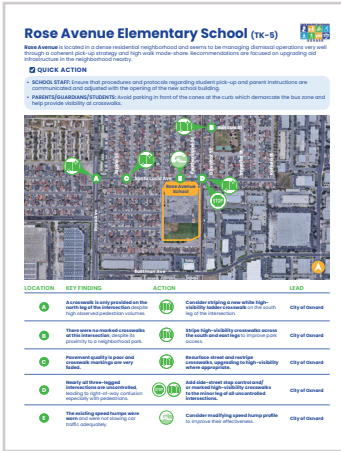 Rose Avenue Elementary School (TK-5)
Rose Avenue is located in a dense residential neighborhood and seems to be managing dismissal operations very well
through a coherent pick-up strategy and high walk mode-share. Recommendations are focused on upgrading aid
infrastructure in the neighborhood nearby.
QUICK ACTION
• SCHOOL STAFF: Ensure that procedures and protocols regarding student pick-up and parent instructions are
communicated and adjusted with the opening of the new school building.
• PARENTS/GUARDIANS/STUDENTS: Avoid parking in front of the cones at the curb which demarcate the bus zone and
help provide visibility at crosswalks.
B
A
C
E
D
STOP
Rose Avenue
School
LOCATION KEY FINDING ACTION LEAD
A
A crosswalk is only provided on the
north leg of the intersection despite
high observed pedestrian volumes.
Consider striping a new high-
visibility ladder crosswalk on the south
leg of the intersection.
City of Oxnard
B
There were no marked crosswalks
at this intersection, despite its
proximity to a neighborhood park.
Stripe high-visibility crosswalks across
the south and east legs to improve park
access.
City of Oxnard
C
Pavement quality is poor and
crosswalk markings are very
faded.
Resurface street and restripe
crosswalks, upgrading to high-visibility
where appropriate.
City of Oxnard
D
Nearly all three-legged
intersections are uncontrolled,
leading to right-of-way confusion
especially with pedestrians.
STOP
Add side-street stop control and/
or marked high-visibility crosswalks
to the minor leg of all uncontrolled
intersections.
City of Oxnard
E
The existing speed humps were
worn and were not slowing car
traffic adequately.
Consider modifying speed hump profile
to improve their effectiveness.
City of Oxnard